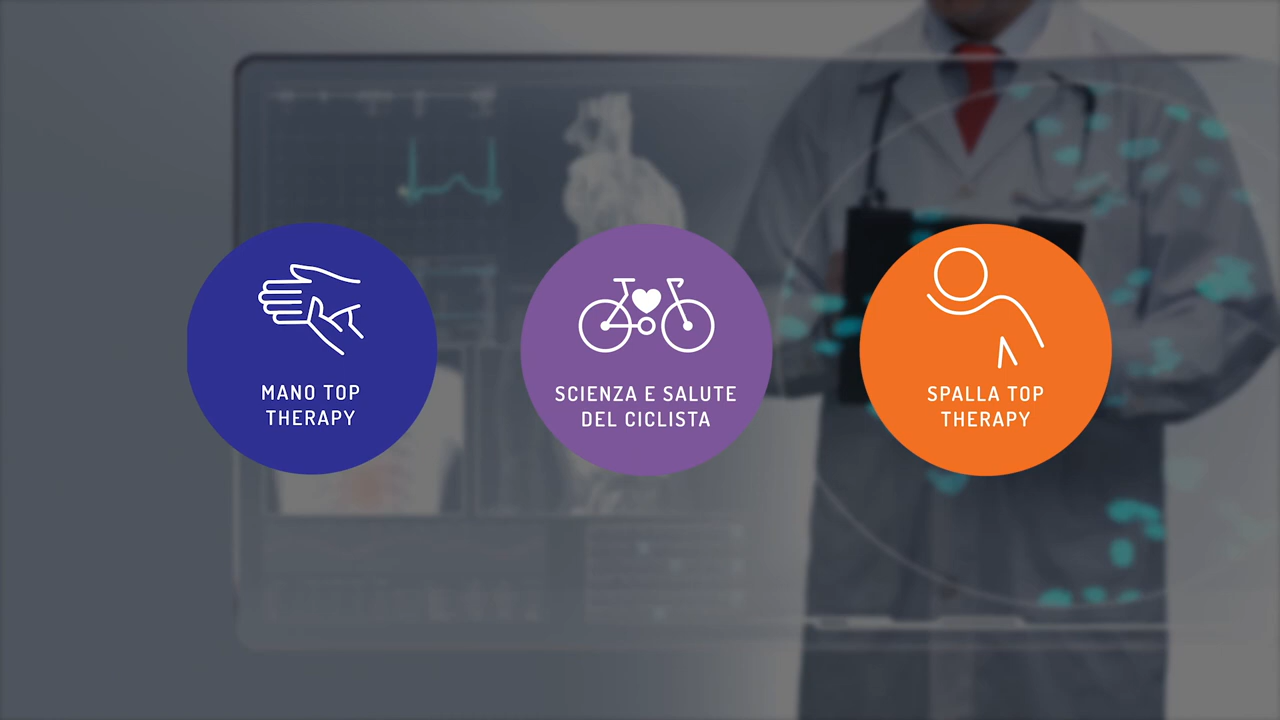 MANO TOP
THERAPY
SCIENZA E SALUTE
DEL CICLISTA
SPALLA TOP
THERAPY